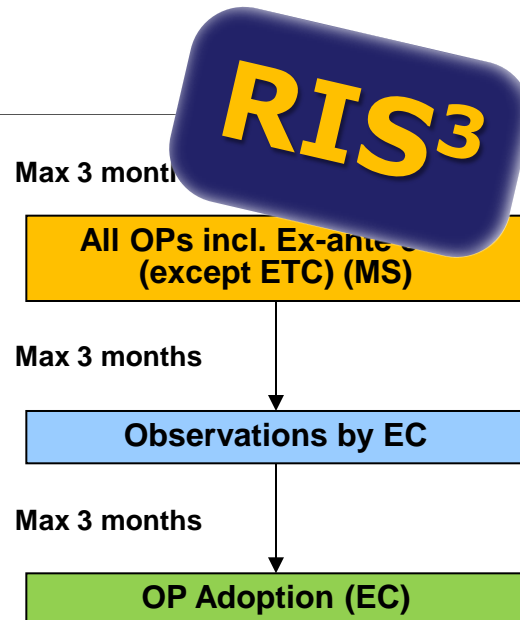 RIS³
Max 3
All OPs incl. Ex-ante
(except ETC) (MS)
Max 3 months
Observations by EC
Max 3 months
OP Adoption (EC)